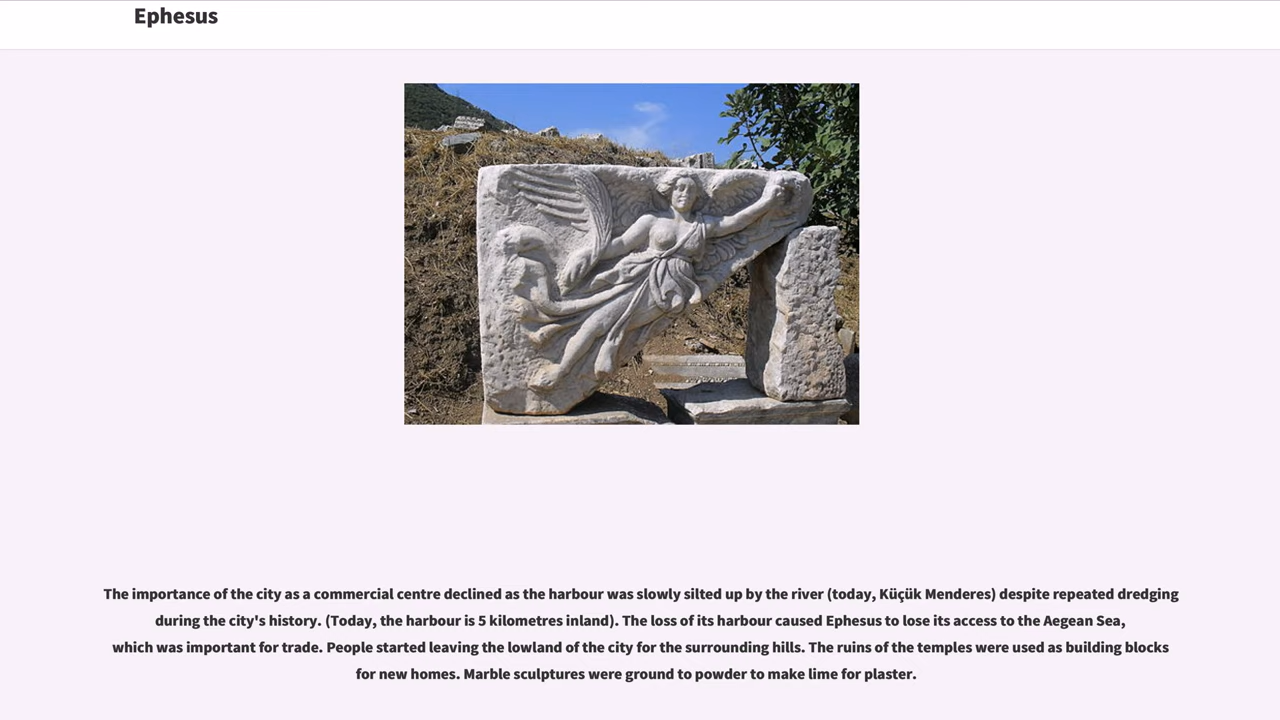 Ephesus
The importance of the city as a commercial centre declined as the harbour was slowly silted up by the river (today, Küçük Menderes) despite repeated dredging
during the city's history. (Today, the harbour is 5 kilometres inland). The loss of its harbour caused Ephesus to lose its access to the Aegean Sea,
which was important for trade. People started leaving the lowland of the city for the surrounding hills. The ruins of the temples were used as building blocks
for new homes. Marble sculptures were ground to powder to make lime for plaster.